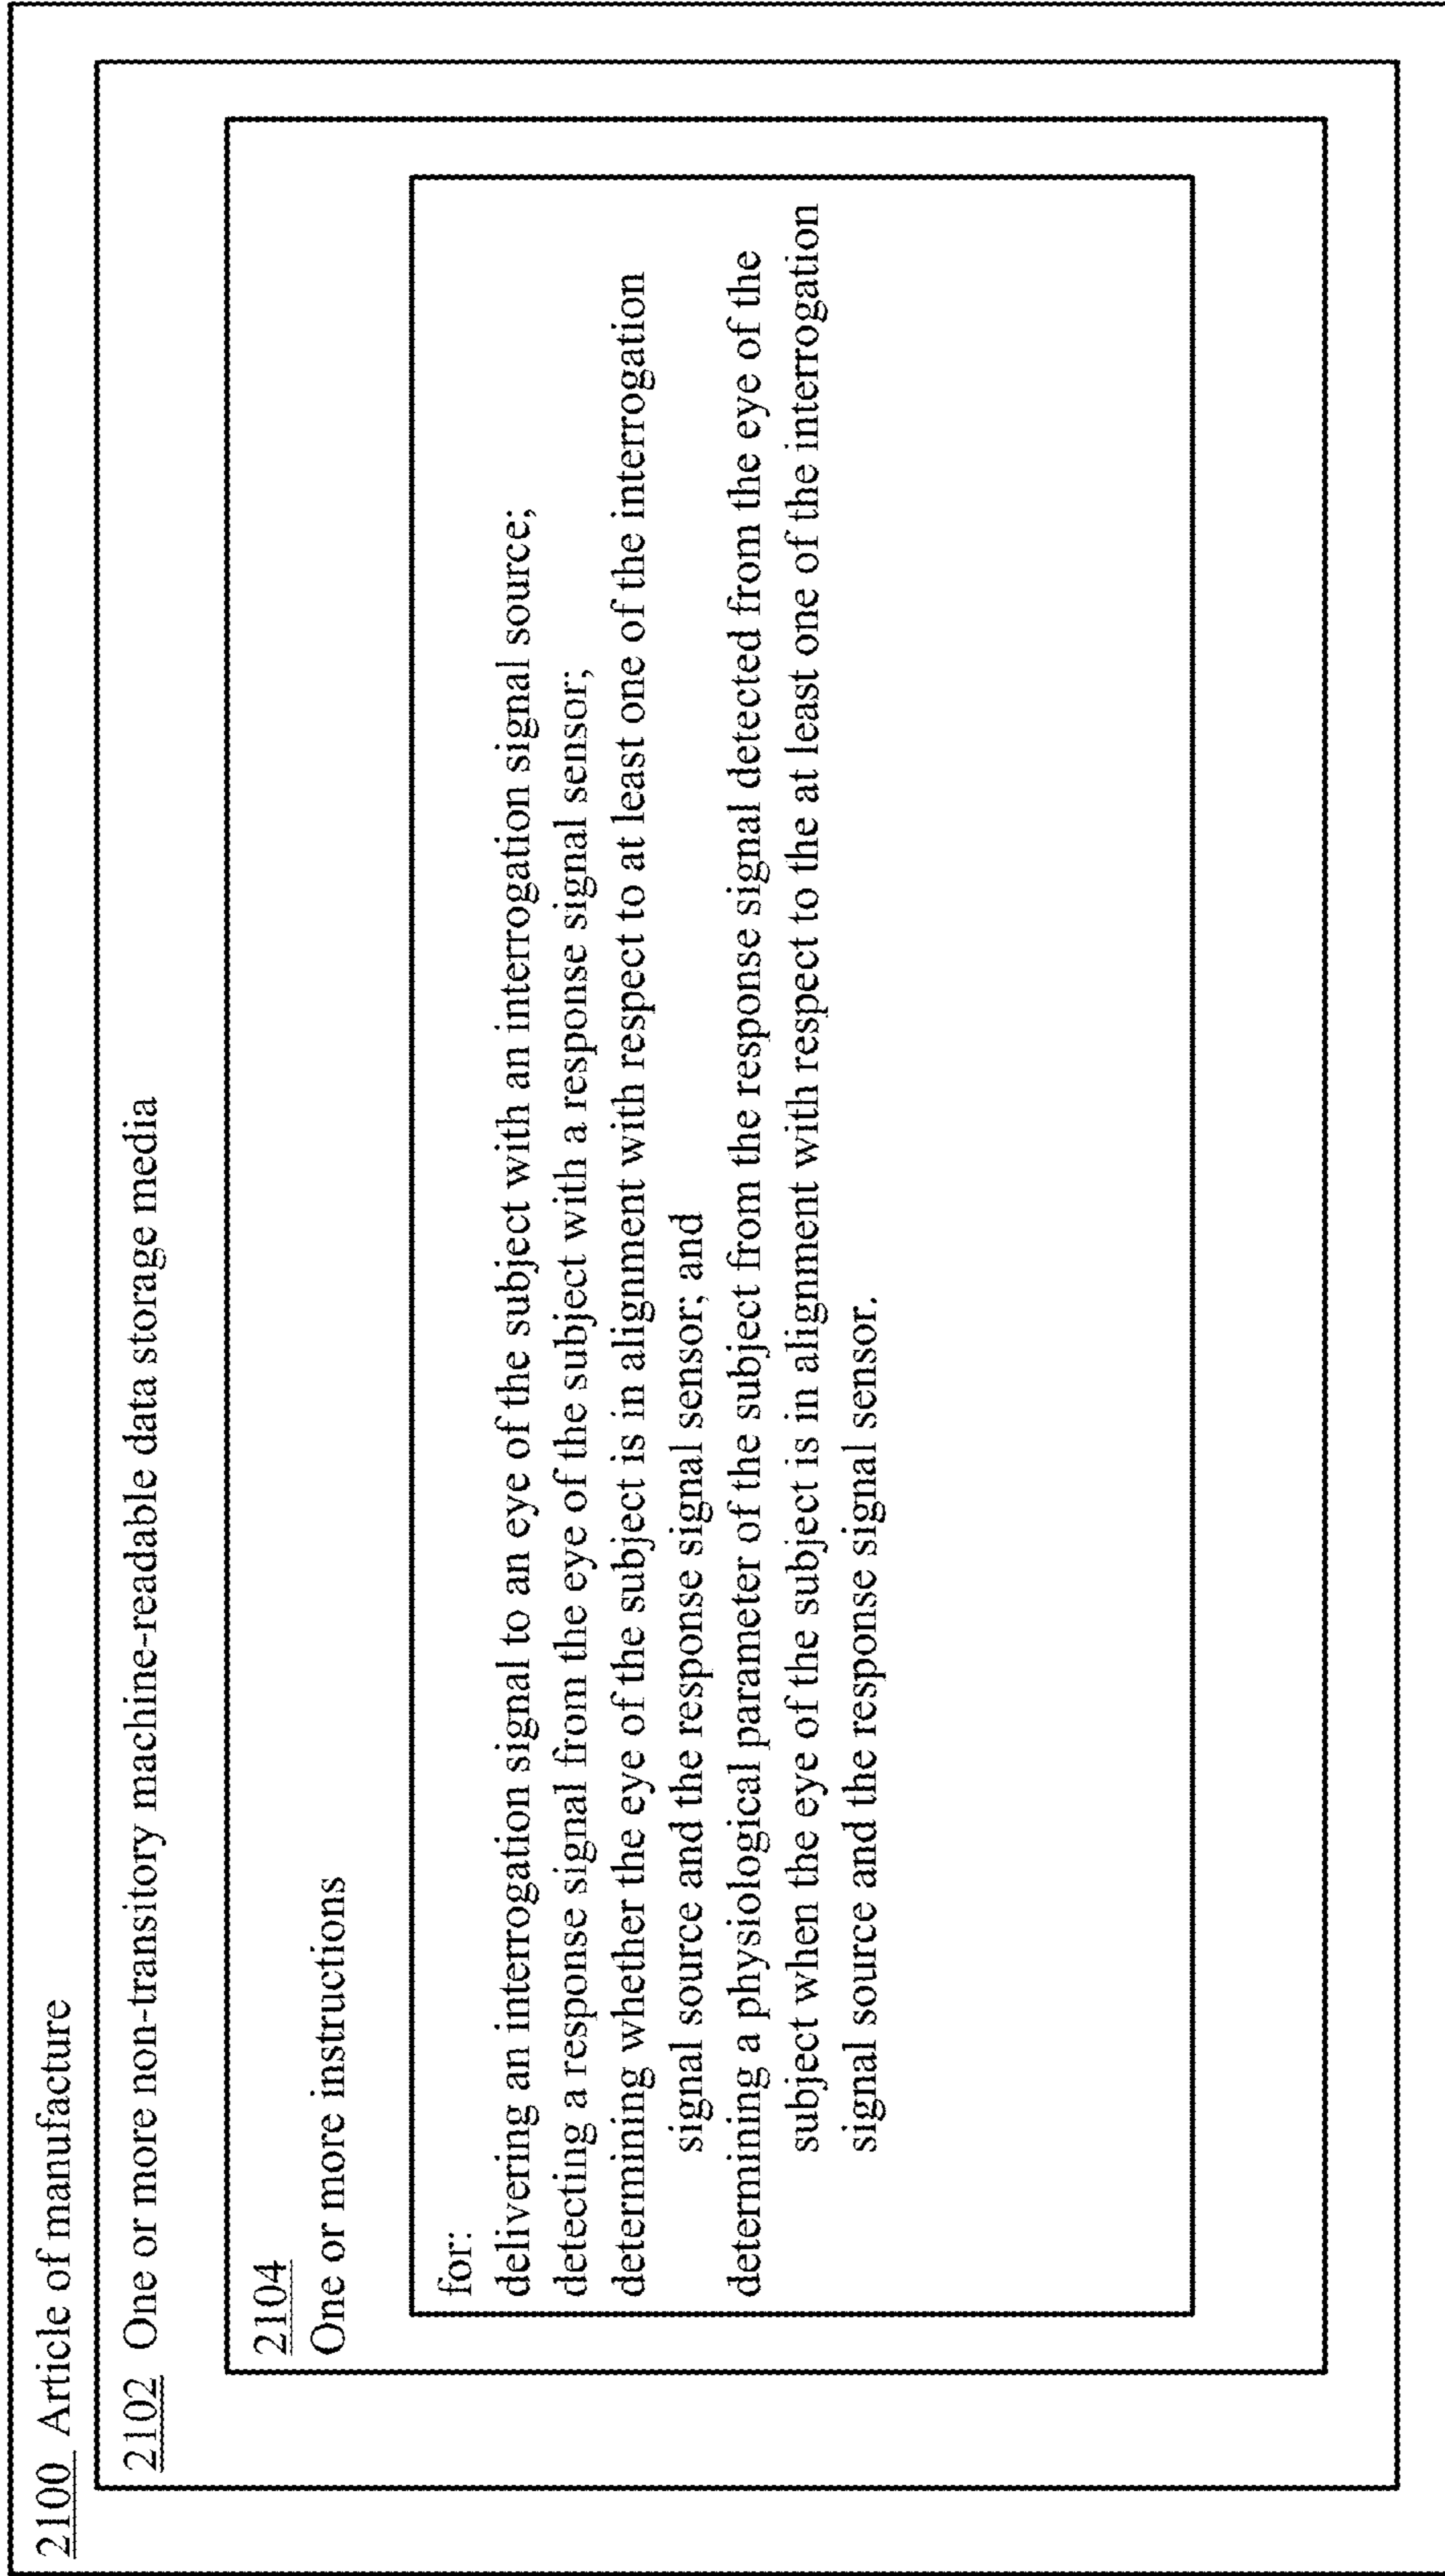 2100 Article of manufacture
2102 One or more non-transitory machine-readable data storage media
2104
One or more instructions
for:
delivering an interrogation signal to an eye of the subject with an interrogation signal source;
detecting a response signal from the eye of the subject with a response signal sensor;
determining whether the eye of the subject is in alignment with respect to at least one of the interrogation
signal source and the response signal sensor; and
determining a physiological parameter of the subject from the response signal detected from the eye of the
subject when the eye of the subject is in alignment with respect to the at least one of the interrogation
signal source and the response signal sensor.